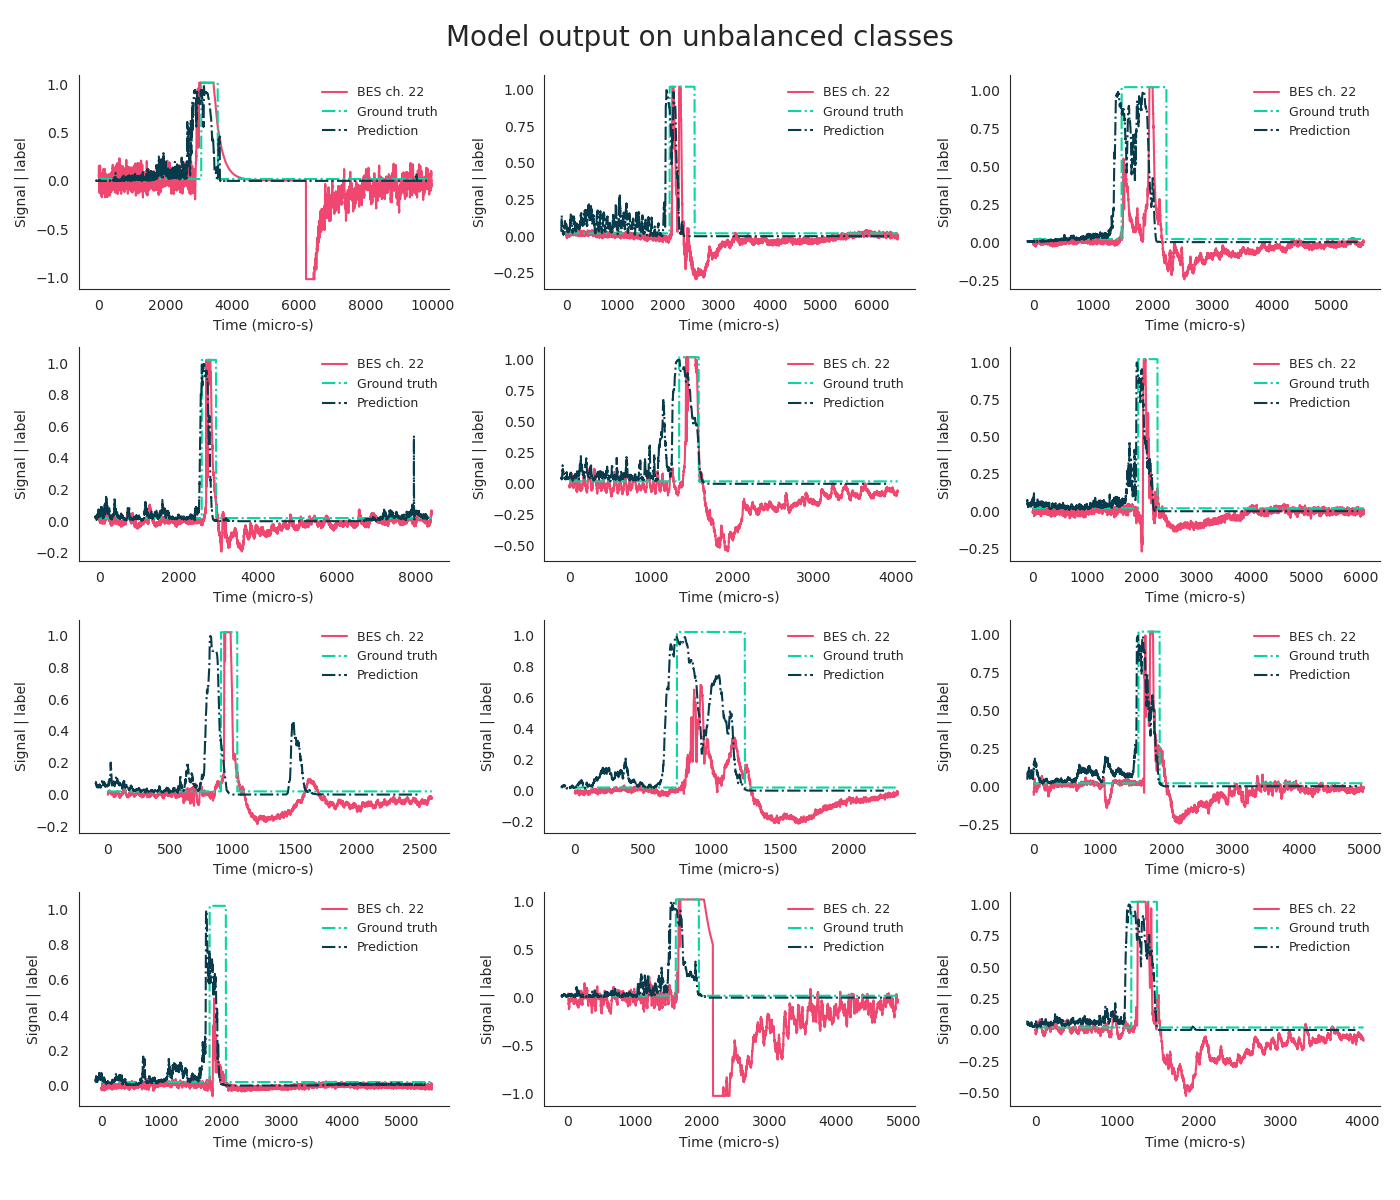 Model output on unbalanced classes
1.0
0.5
0.0
−0.5
−1.0
Signal | label
BES ch. 22
Ground truth
Prediction
0 2000 4000 6000 8000 10000
Time (micro-s)
1.00
0.75
0.50
0.25
0.00
−0.25
Signal | label
BES ch. 22
Ground truth
Prediction
0 1000 2000 3000 4000 5000 6000
Time (micro-s)
1.00
0.75
0.50
0.25
0.00
−0.25
Signal | label
BES ch. 22
Ground truth
Prediction
0 1000 2000 3000 4000 5000
Time (micro-s)
1.0
0.8
0.6
0.4
0.2
0.0
−0.2
Signal | label
BES ch. 22
Ground truth
Prediction
0 2000 4000 6000 8000
Time (micro-s)
1.00
0.75
0.50
0.25
0.00
−0.25
−0.50
Signal | label
BES ch. 22
Ground truth
Prediction
0 1000 2000 3000 4000
Time (micro-s)
1.00
0.75
0.50
0.25
0.00
−0.25
Signal | label
BES ch. 22
Ground truth
Prediction
0 1000 2000 3000 4000 5000 6000
Time (micro-s)
1.0
0.8
0.6
0.4
0.2
0.0
−0.2
Signal | label
BES ch. 22
Ground truth
Prediction
0 500 1000 1500 2000 2500
Time (micro-s)
1.0
0.8
0.6
0.4
0.2
0.0
−0.2
Signal | label
BES ch. 22
Ground truth
Prediction
0 500 1000 1500 2000
Time (micro-s)
1.00
0.75
0.50
0.25
0.00
−0.25
Signal | label
BES ch. 22
Ground truth
Prediction
0 1000 2000 3000 4000 5000
Time (micro-s)
1.0
0.8
0.6
0.4
0.2
0.0
Signal | label
BES ch. 22
Ground truth
Prediction
0 1000 2000 3000 4000 5000
Time (micro-s)
1.0
0.5
0.0
−0.5
−1.0
Signal | label
BES ch. 22
Ground truth
Prediction
0 1000 2000 3000 4000 5000
Time (micro-s)
1.00
0.75
0.50
0.25
0.00
−0.25
−0.50
Signal | label
BES ch. 22
Ground truth
Prediction
0 1000 2000 3000 4000
Time (micro-s)